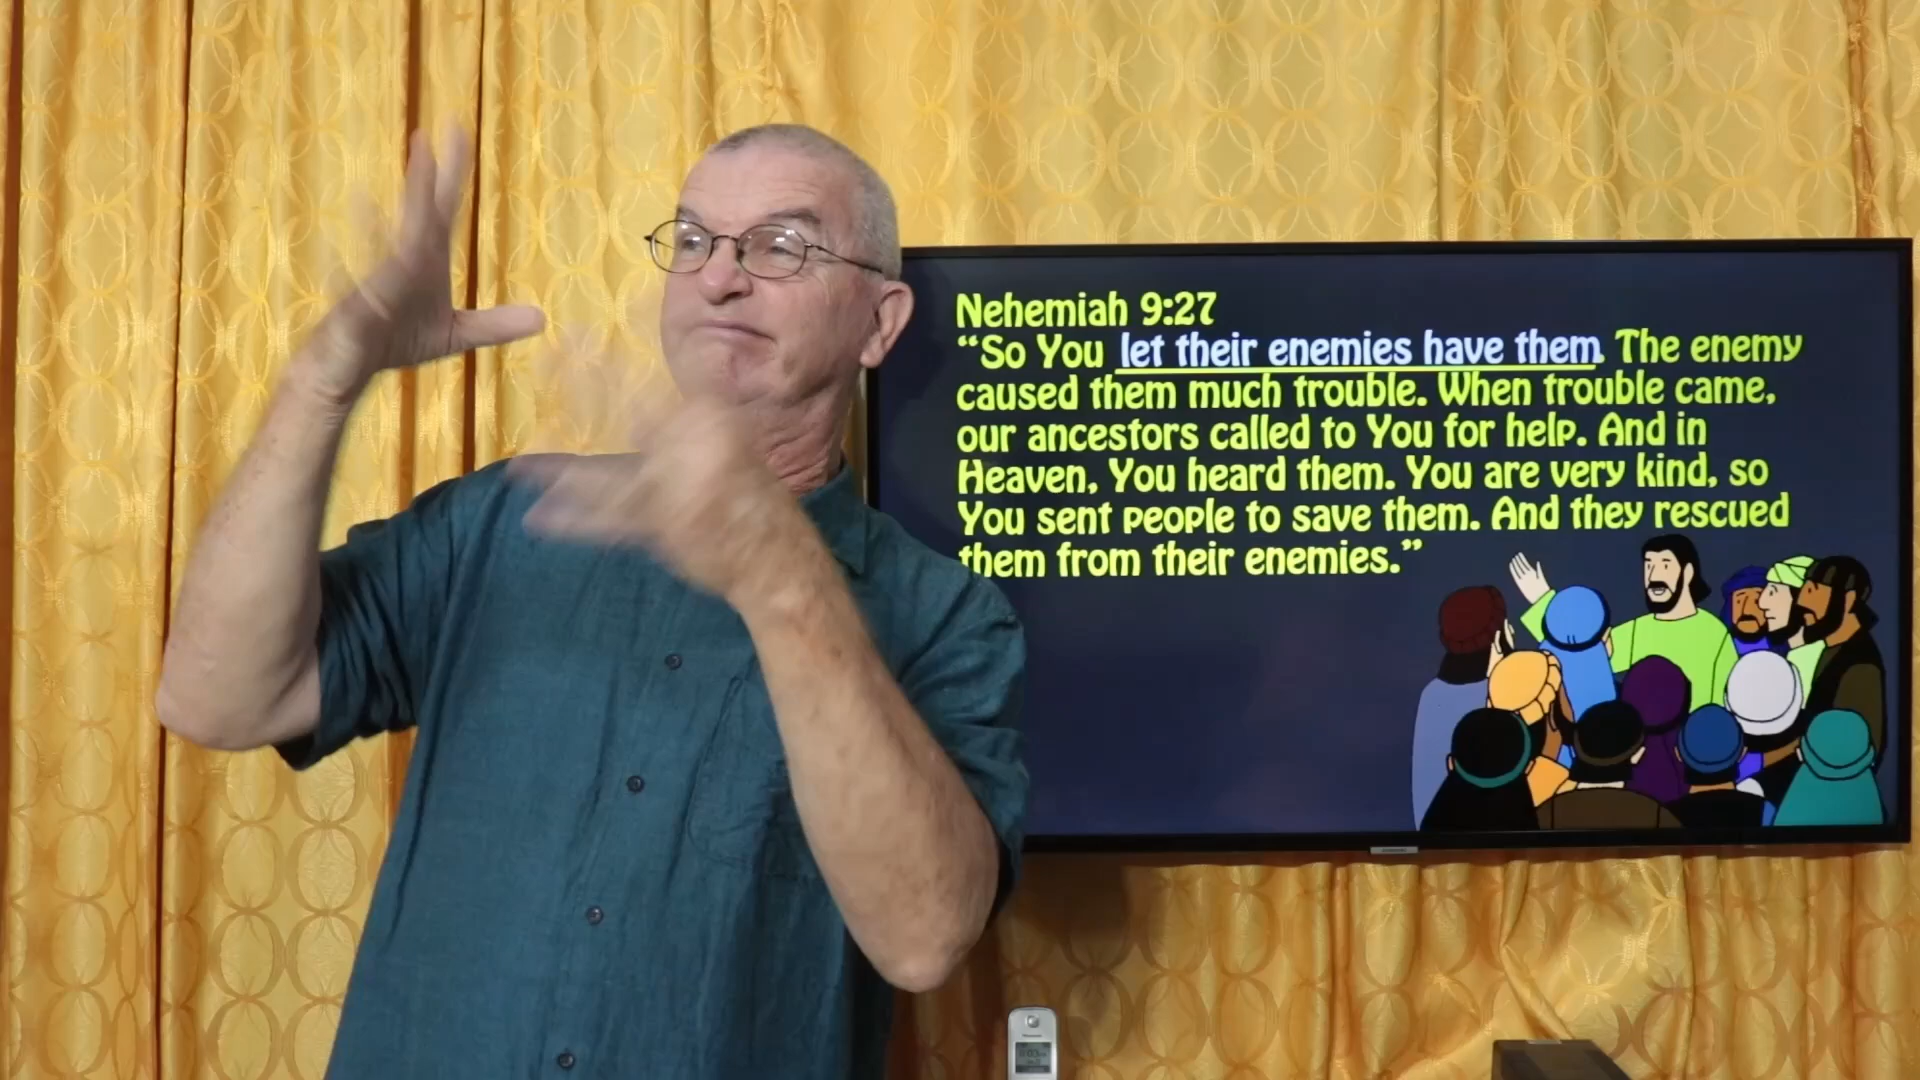 Nehemiah 9:27
“So You let their enemies have them. The enemy
caused them much trouble. When trouble came,
our ancestors called to You for help. And in
Heaven, You heard them. You are very kind, so
You sent people to save them. And they rescued
them from their enemies.”